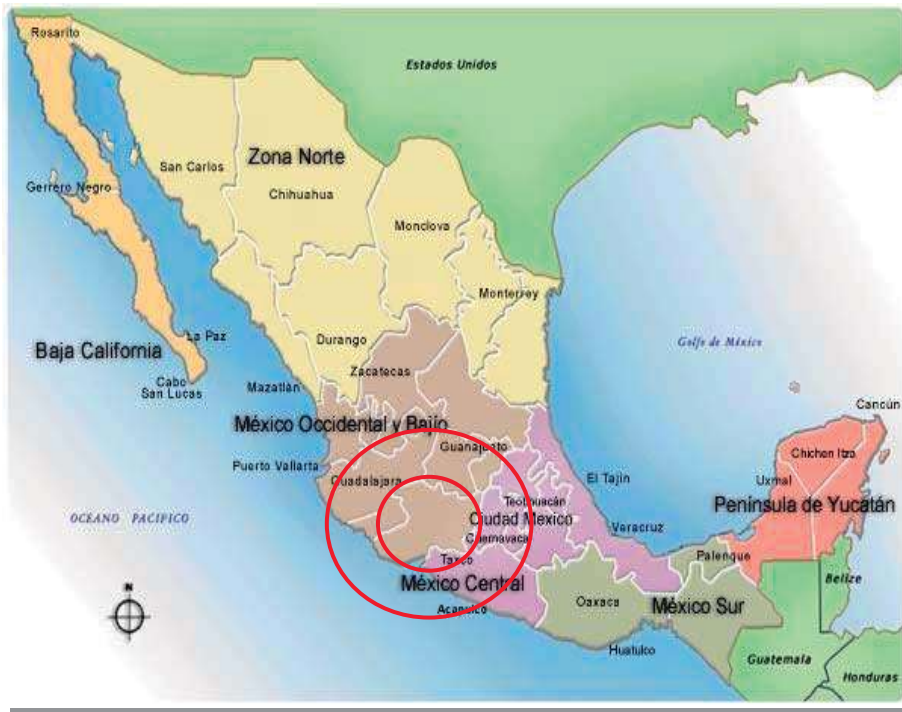 Rosarito
Estados Unidos
San Carlos
Zona Norte
Chihuahua
Gerrero Negro
Monclova
Monterrey
La Paz
Baja California
Durango
Golfo de México
Zacatecas
Cabo
San Lucas
Mazatlán
Cancún
México Occidental y Bajío
Guanajuato
Chichen Itza
Puerto Vallarta
Guadalajara
El Tajín
Uxmal
Teotihuacán
Península de Yucatán
OCEANO PACIFICO
Ciudad Mexico
Veracruz
Cuernavaca
Palenque
Taxco
México Central
Belize
N
Acapulco
Oaxaca
México Sur
Huatulco
Guatemala
Honduras